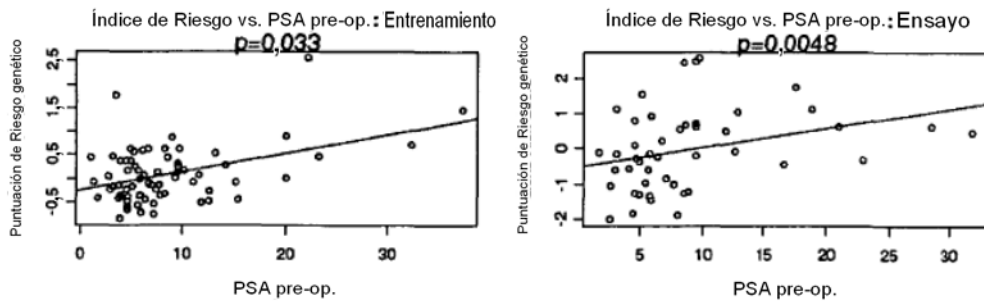 Índice de Riesgo vs. PSA pre-op.: Entrenamiento
p=0,033
Puntuación de Riesgo genético
2,5
1,5
0,5
-0,5
0
10
20
30
PSA pre-op.
Índice de Riesgo vs. PSA pre-op.: Ensayo
p=0,0048
Puntuación de Riesgo genético
2
1
0
-1
-2
5
10
15
20
25
30
PSA pre-op.